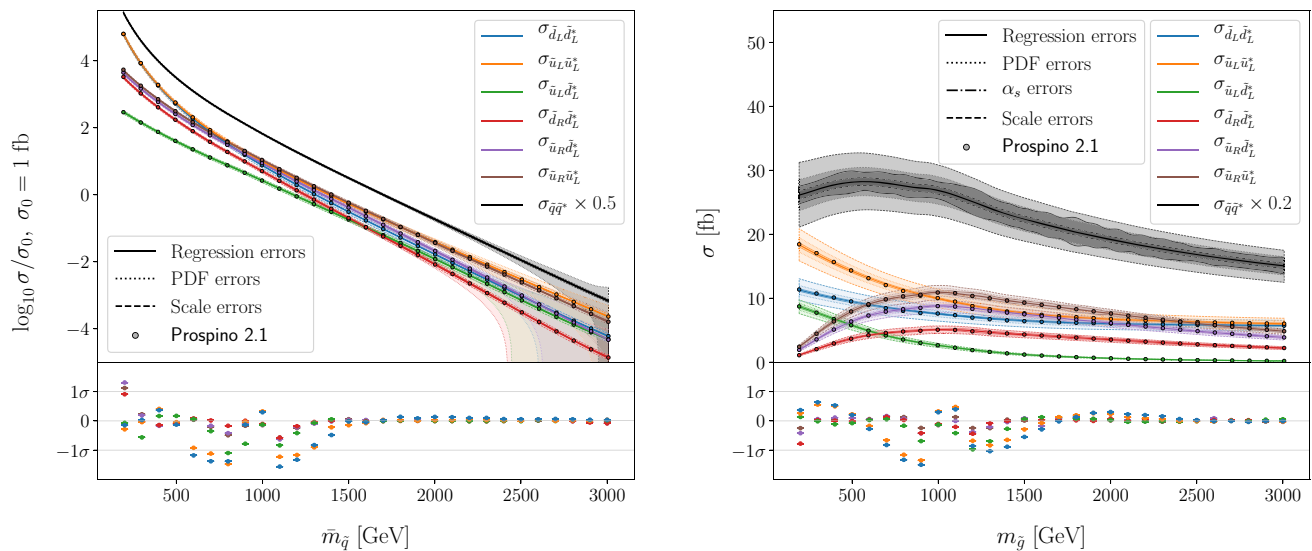 log₁₀ σ/σ₀, σ₀ = 1 fb
4
2
0
−2
−4
σ_{d̃_L d̃_L^*}
σ_{ũ_L ũ_L^*}
σ_{ũ_L d̃_L^*}
σ_{d̃_R d̃_L^*}
σ_{ũ_R d̃_L^*}
σ_{ũ_R ũ_L^*}
σ_{q̃q̃^*} × 0.5
Regression errors
PDF errors
Scale errors
Prospino 2.1
1σ
0
−1σ
500 1000 1500 2000 2500 3000
m̄_{q̃} [GeV]
σ [fb]
50
40
30
20
10
0
Regression errors
PDF errors
α_s errors
Scale errors
Prospino 2.1
σ_{d̃_L d̃_L^*}
σ_{ũ_L ũ_L^*}
σ_{ũ_L d̃_L^*}
σ_{d̃_R d̃_L^*}
σ_{ũ_R d̃_L^*}
σ_{ũ_R ũ_L^*}
σ_{q̃q̃^*} × 0.2
1σ
0
−1σ
500 1000 1500 2000 2500 3000
m_{g̃} [GeV]